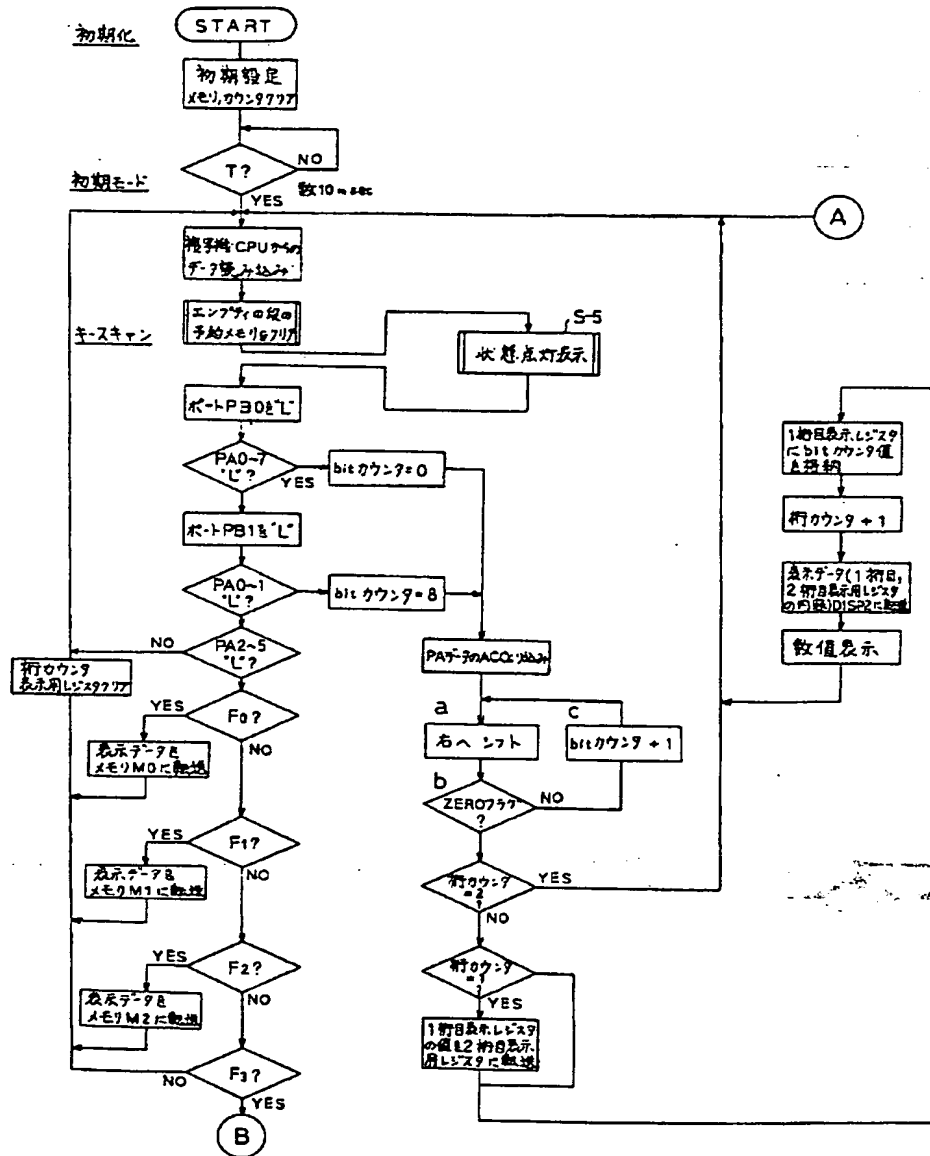 初期化
START
初期設定
メモリ,カウンタクリア
T?
NO
数10msec
YES
初期モード
A
CPUからの
データ読み込み
エンプティの段の
予約メモリをクリア
キースキャン
S-5
状態点灯表示
ポートPB0を"L"
PA0~7
"L"?
YES
bitカウンタ=0
ポートPB1を"L"
PA0~1
"L"?
bitカウンタ=8
PA2~5
"L"?
NO
桁カウンタ
表示用レジスタクリア
F0?
YES
NO
表示データを
メモリM0に転送
F1?
YES
NO
表示データを
メモリM1に転送
F2?
YES
NO
表示データを
メモリM2に転送
F3?
NO
YES
B
PAデータのACCとり込み
a
右へシフト
c
bitカウンタ+1
b
ZEROフラグ
?
NO
桁カウンタ
=2
?
YES
NO
桁カウンタ
=1
?
YES
1桁目表示レジスタ
の値を2桁目表示
用レジスタに転送
1桁目表示レジスタ
にbitカウンタ値
を格納
桁カウンタ+1
表示データ(1桁目,
2桁目表示用レジスタ
の内容)DISP2に転送
数値表示